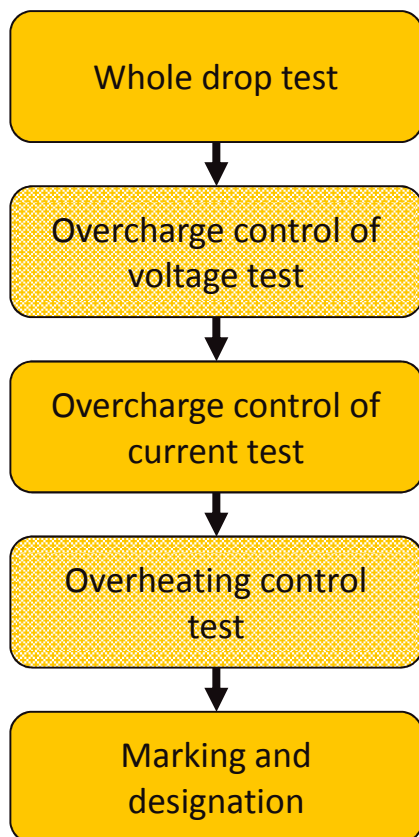 Whole drop test
Overcharge control of
voltage test
Overcharge control of
current test
Overheating control
test
Marking and
designation